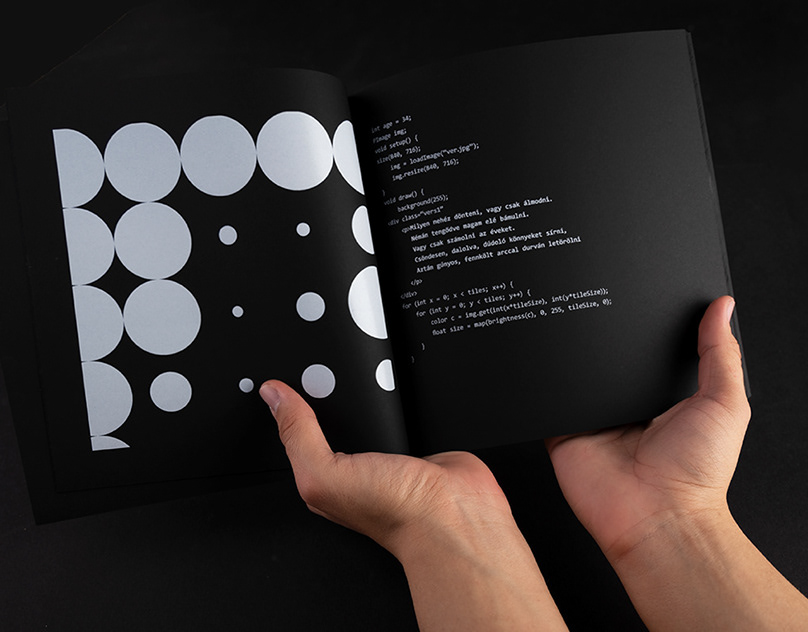 int age = 34;
PImage img;
void setup() {
size(840, 716);
img = loadImage("ver.jpg");
img.resize(840, 716);
}
void draw() {
background(255);
<div class="vers1"
<p>Milyen nehéz dönteni, vagy csak álmodni.
Némán tengődve magam elé bámulni.
Vagy csak számolni az éveket.
Csöndesen, dalolva, dúdoló könnyeket sírni,
Aztán gúnyos, fennkölt arccal durván letörölni
</p>
</div>
for (int x = 0; x < tiles; x++) {
for (int y = 0; y < tiles; y++) {
color c = img.get(int(x*tileSize), int(y*tileSize));
float size = map(brightness(c), 0, 255, tileSize, 0);
}
}